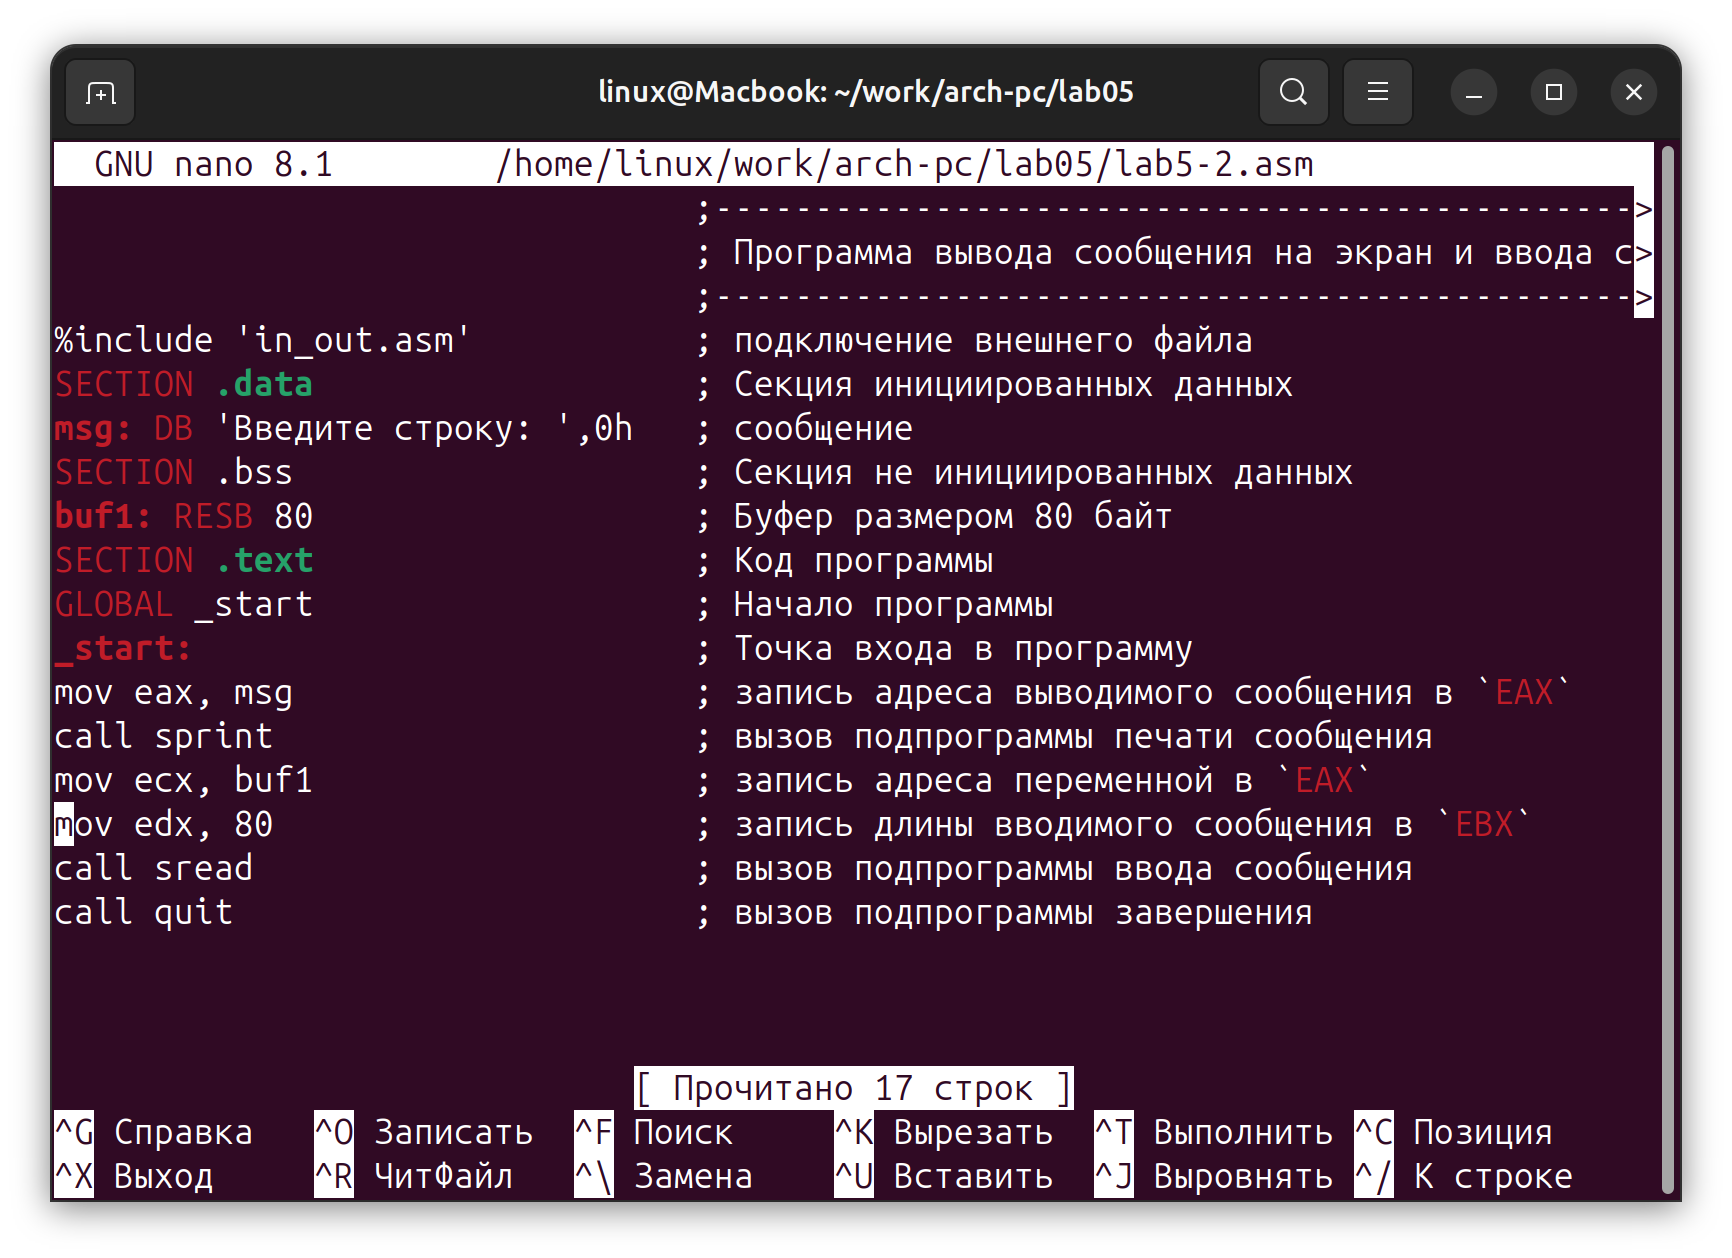 linux@Macbook: ~/work/arch-pc/lab05
GNU nano 8.1 /home/linux/work/arch-pc/lab05/lab5-2.asm
;---------------------------------------------->
; Программа вывода сообщения на экран и ввода с>
;---------------------------------------------->
%include 'in_out.asm' ; подключение внешнего файла
SECTION .data ; Секция инициированных данных
msg: DB 'Введите строку: ',0h ; сообщение
SECTION .bss ; Секция не инициированных данных
buf1: RESB 80 ; Буфер размером 80 байт
SECTION .text ; Код программы
GLOBAL _start ; Начало программы
_start: ; Точка входа в программу
mov eax, msg ; запись адреса выводимого сообщения в `EAX`
call sprint ; вызов подпрограммы печати сообщения
mov ecx, buf1 ; запись адреса переменной в `EAX`
mov edx, 80 ; запись длины вводимого сообщения в `EBX`
call sread ; вызов подпрограммы ввода сообщения
call quit ; вызов подпрограммы завершения
[ Прочитано 17 строк ]
^G Справка ^O Записать ^F Поиск ^K Вырезать ^T Выполнить ^C Позиция
^X Выход ^R ЧитФайл ^\ Замена ^U Вставить ^J Выровнять ^/ К строке